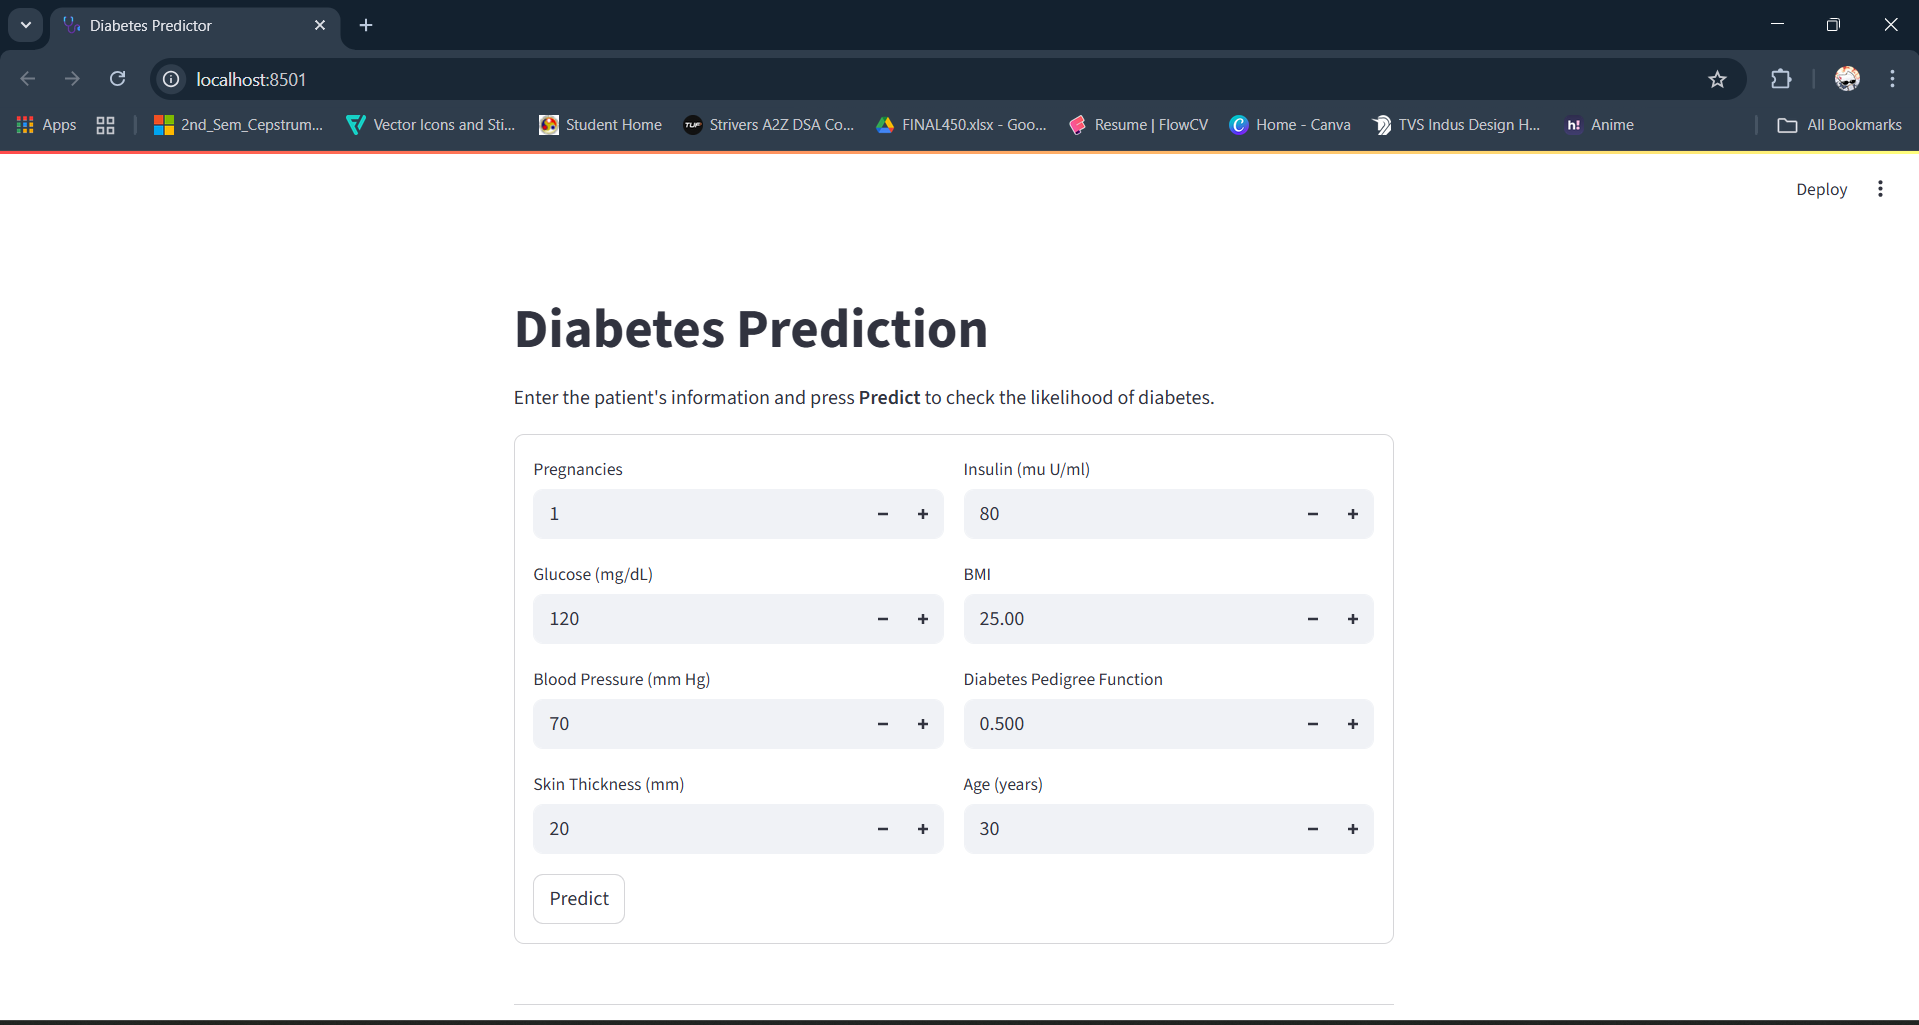 Diabetes Predictor
localhost:8501
Apps 2nd_Sem_Cepstrum... Vector Icons and Sti... Student Home TUF Strivers A2Z DSA Co... FINAL450.xlsx - Goo... Resume | FlowCV C Home - Canva TVS Indus Design H... h! Anime All Bookmarks
Deploy
Diabetes Prediction
Enter the patient's information and press Predict to check the likelihood of diabetes.
Pregnancies
1
Insulin (mu U/ml)
80
Glucose (mg/dL)
120
BMI
25.00
Blood Pressure (mm Hg)
70
Diabetes Pedigree Function
0.500
Skin Thickness (mm)
20
Age (years)
30
Predict